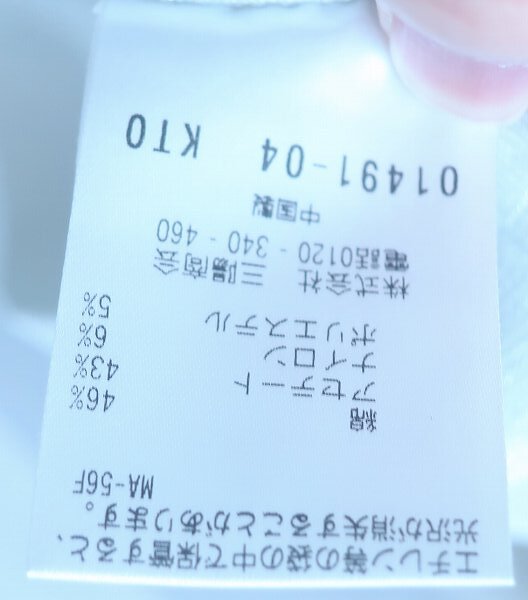 エチレン等の袋の中で保管すると、
光沢が消失することがあります。
MA-56F
綿 46%
アセテート 43%
ナイロン 6%
ポリエステル 5%
株式会社 三陽商会
電話0120-340-460
中国製
01491-04 KTO